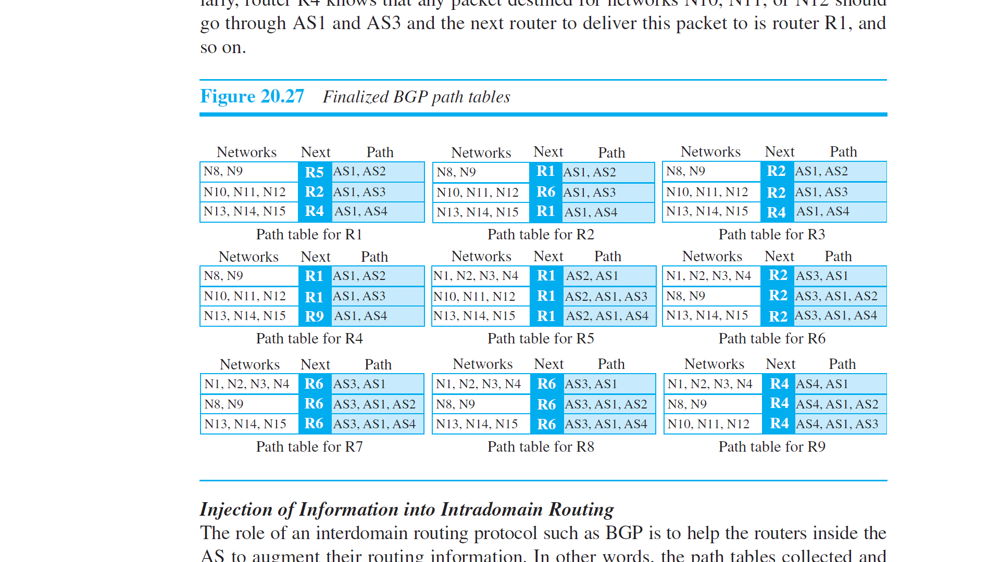 larly, router R4 knows that any packet destined for networks N10, N11, or N12 should
go through AS1 and AS3 and the next router to deliver this packet to is router R1, and
so on.
Figure 20.27 Finalized BGP path tables
Networks Next Path
N8, N9 R5 AS1, AS2
N10, N11, N12 R2 AS1, AS3
N13, N14, N15 R4 AS1, AS4
Path table for R1
Networks Next Path
N8, N9 R1 AS1, AS2
N10, N11, N12 R6 AS1, AS3
N13, N14, N15 R1 AS1, AS4
Path table for R2
Networks Next Path
N8, N9 R2 AS1, AS2
N10, N11, N12 R2 AS1, AS3
N13, N14, N15 R4 AS1, AS4
Path table for R3
Networks Next Path
N8, N9 R1 AS1, AS2
N10, N11, N12 R1 AS1, AS3
N13, N14, N15 R9 AS1, AS4
Path table for R4
Networks Next Path
N1, N2, N3, N4 R1 AS2, AS1
N10, N11, N12 R1 AS2, AS1, AS3
N13, N14, N15 R1 AS2, AS1, AS4
Path table for R5
Networks Next Path
N1, N2, N3, N4 R2 AS3, AS1
N8, N9 R2 AS3, AS1, AS2
N13, N14, N15 R2 AS3, AS1, AS4
Path table for R6
Networks Next Path
N1, N2, N3, N4 R6 AS3, AS1
N8, N9 R6 AS3, AS1, AS2
N13, N14, N15 R6 AS3, AS1, AS4
Path table for R7
Networks Next Path
N1, N2, N3, N4 R6 AS3, AS1
N8, N9 R6 AS3, AS1, AS2
N13, N14, N15 R6 AS3, AS1, AS4
Path table for R8
Networks Next Path
N1, N2, N3, N4 R4 AS4, AS1
N8, N9 R4 AS4, AS1, AS2
N10, N11, N12 R4 AS4, AS1, AS3
Path table for R9
Injection of Information into Intradomain Routing
The role of an interdomain routing protocol such as BGP is to help the routers inside the
AS to augment their routing information. In other words, the path tables collected and